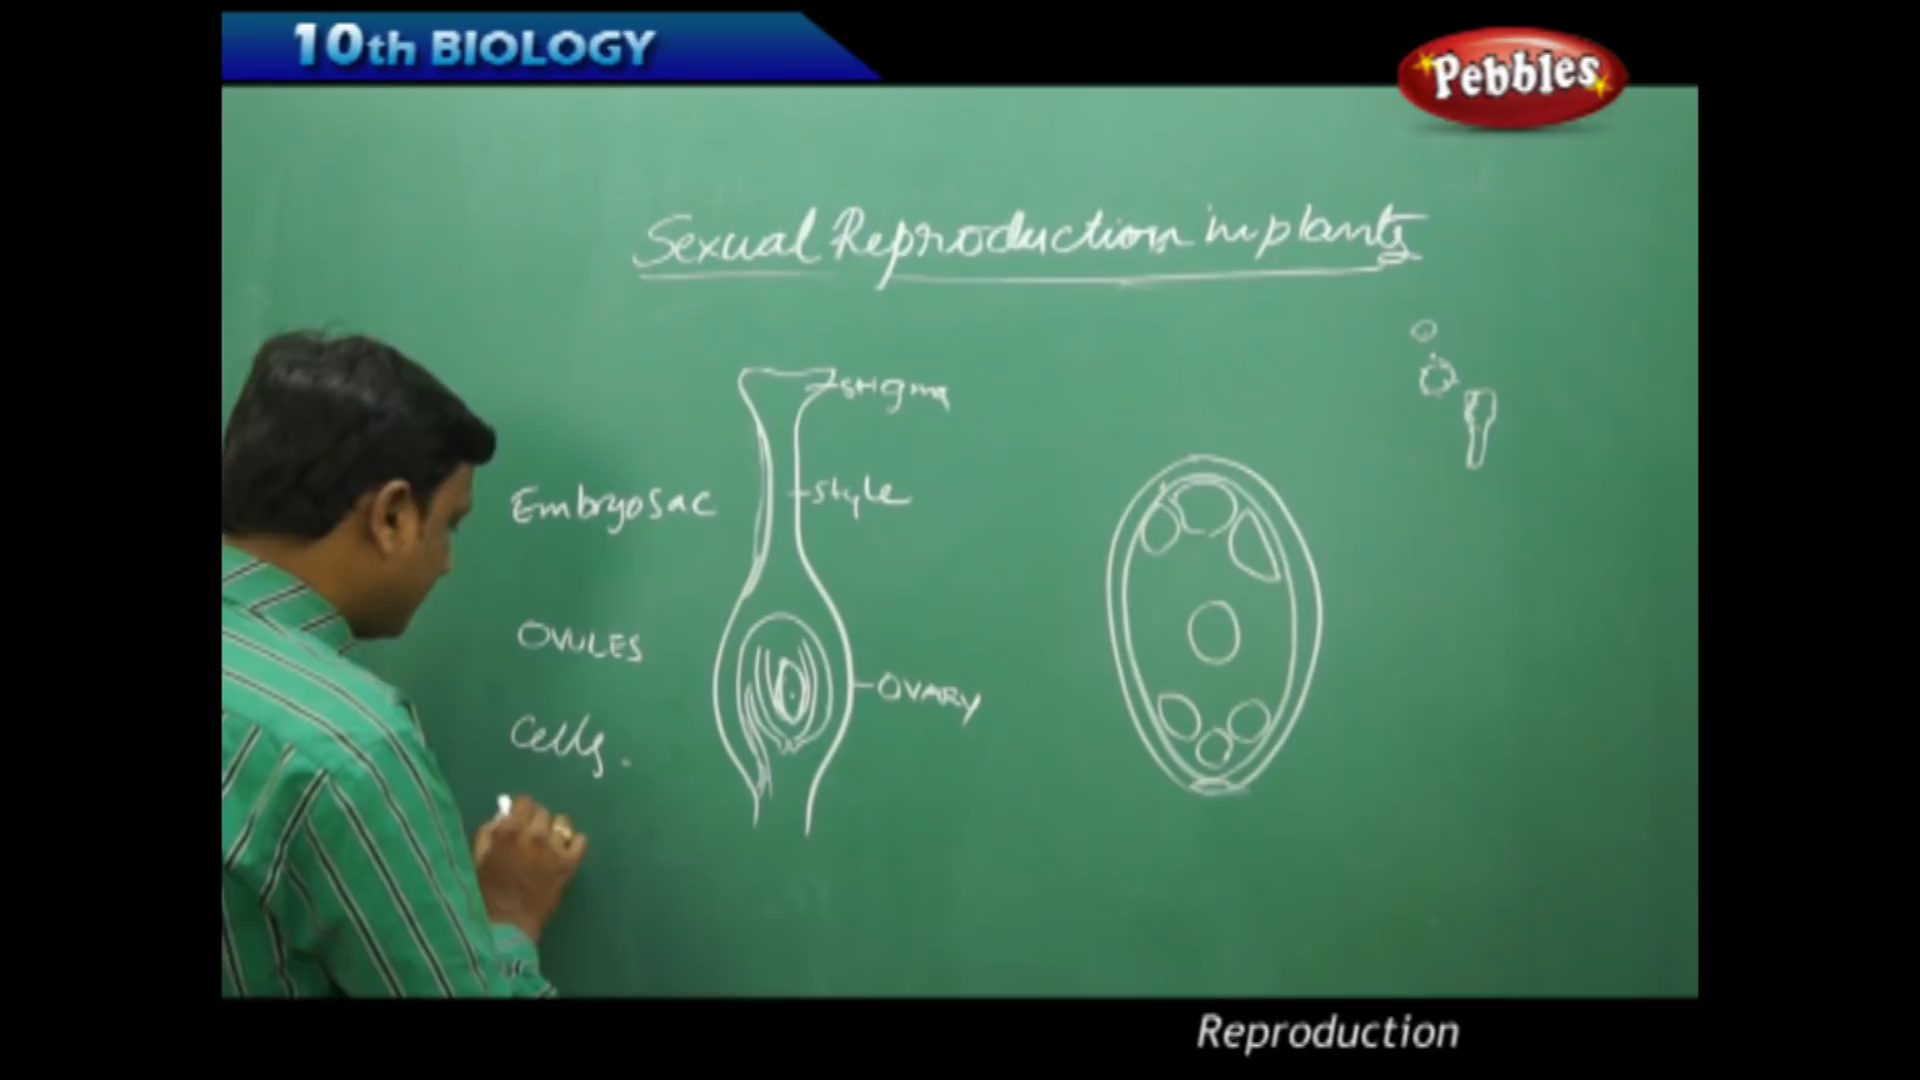 10th BIOLOGY
Pebbles
Sexual Reproduction in plants
stigma
Embryosac
style
OVULES
OVARY
Cells.
Reproduction